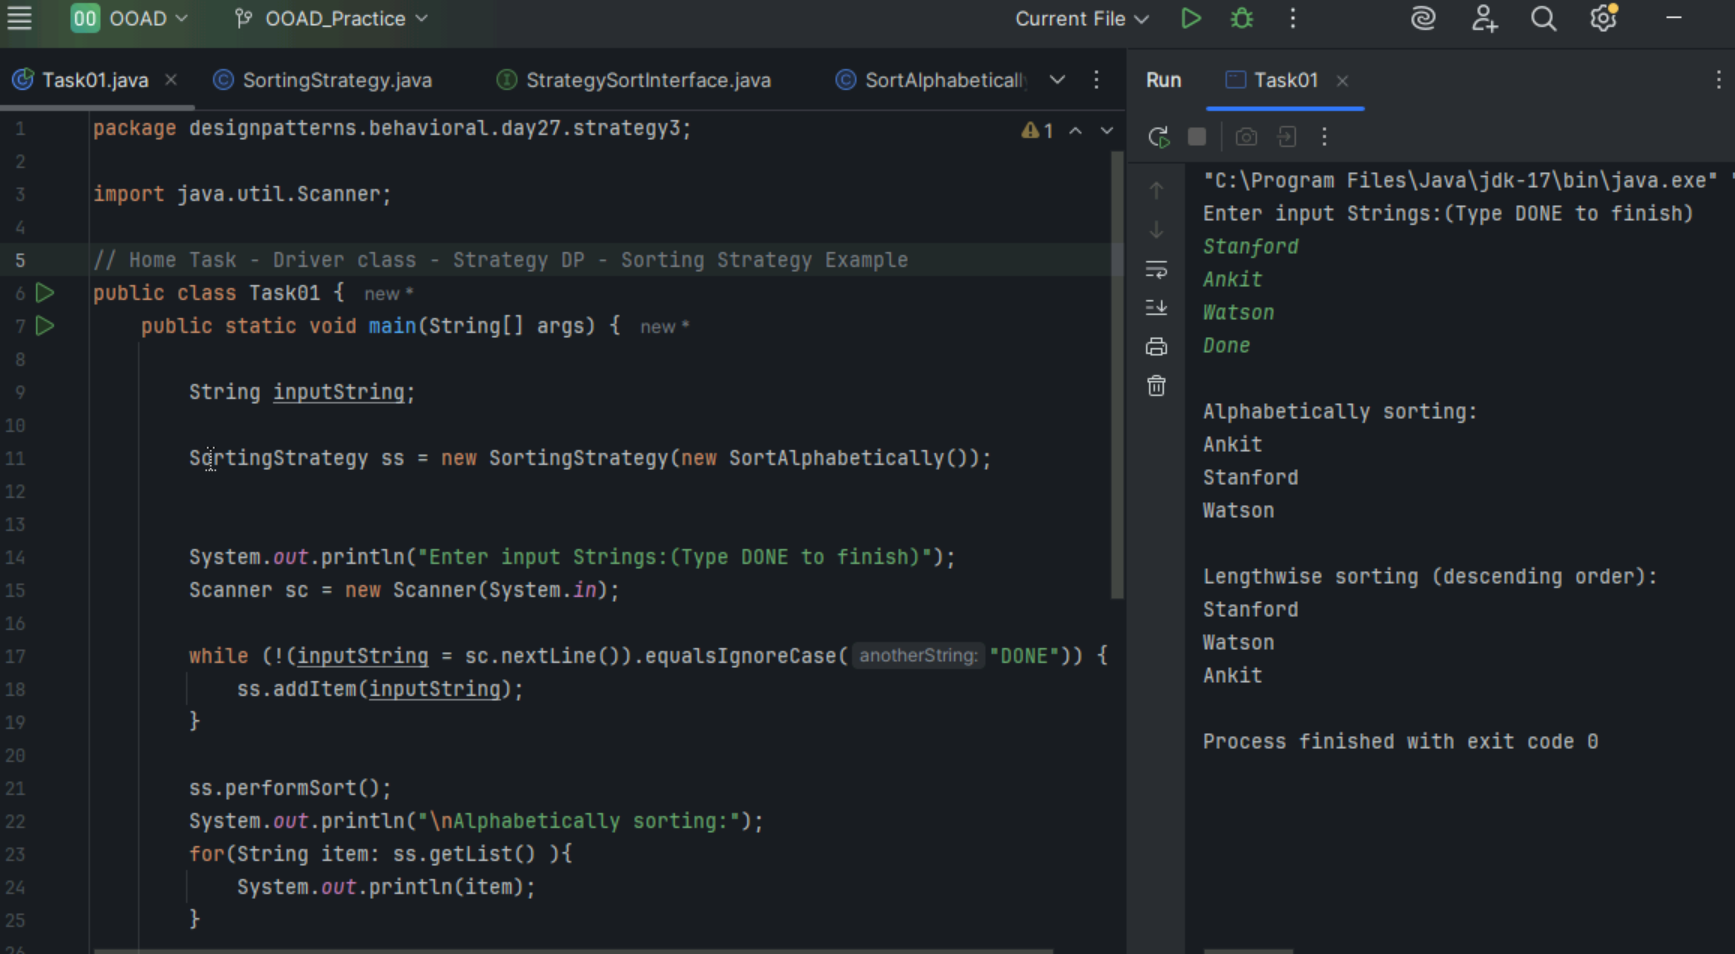 OO OOAD OOAD_Practice Current File
Task01.java SortingStrategy.java StrategySortInterface.java SortAlphabetically
1 package designpatterns.behavioral.day27.strategy3;
1
2
3 import java.util.Scanner;
4
5 // Home Task - Driver class - Strategy DP - Sorting Strategy Example
6 public class Task01 { new *
7 public static void main(String[] args) { new *
8
9 String inputString;
10
11 SortingStrategy ss = new SortingStrategy(new SortAlphabetically());
12
13
14 System.out.println("Enter input Strings:(Type DONE to finish)");
15 Scanner sc = new Scanner(System.in);
16
17 while (!(inputString = sc.nextLine()).equalsIgnoreCase( anotherString: "DONE")) {
18 ss.addItem(inputString);
19 }
20
21 ss.performSort();
22 System.out.println("\nAlphabetically sorting:");
23 for(String item: ss.getList() ){
24 System.out.println(item);
25 }
26
Run Task01
"C:\Program Files\Java\jdk-17\bin\java.exe" "
Enter input Strings:(Type DONE to finish)
Stanford
Ankit
Watson
Done
Alphabetically sorting:
Ankit
Stanford
Watson
Lengthwise sorting (descending order):
Stanford
Watson
Ankit
Process finished with exit code 0